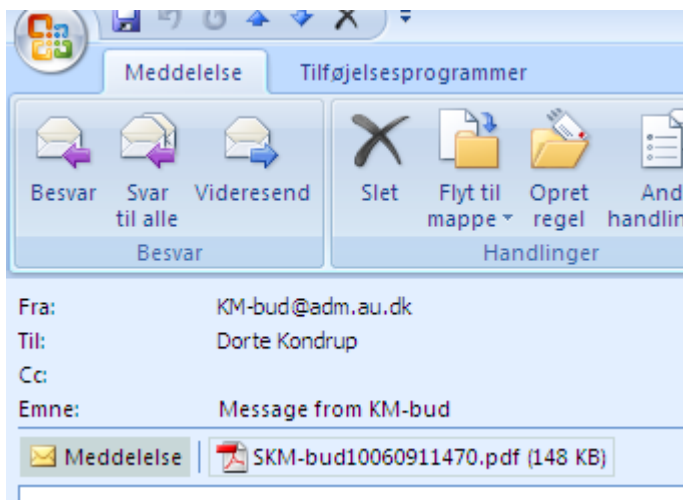 Meddelelse Tilføjelsesprogrammer
Besvar Svar Videresend Slet Flyt til Opret
til alle mappe regel
Besvar Handlinger
Fra: KM-bud@adm.au.dk
Til: Dorte Kondrup
Cc:
Emne: Message from KM-bud
Meddelelse SKM-bud10060911470.pdf (148 KB)